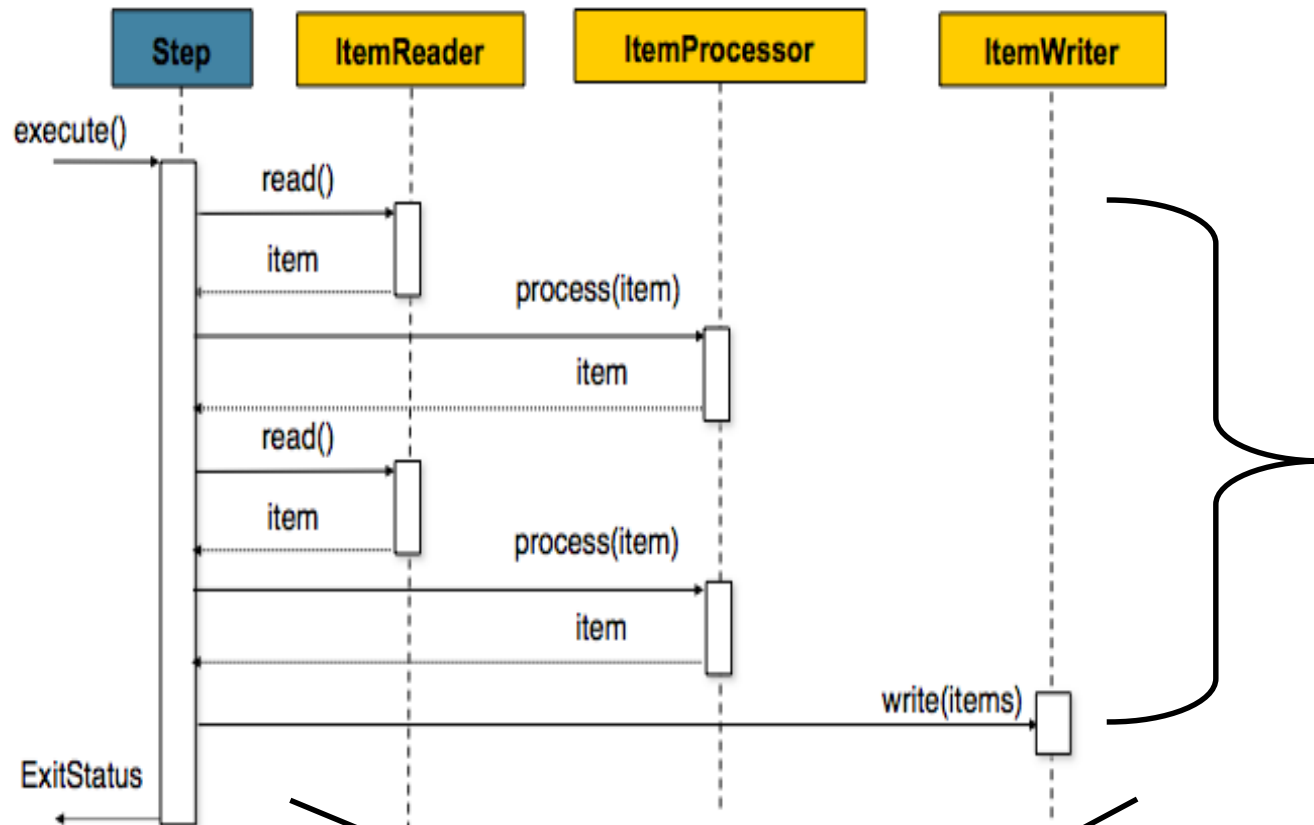 Step
ItemReader
ItemProcessor
ItemWriter
execute()
read()
item
process(item)
item
read()
item
process(item)
item
write(items)
ExitStatus